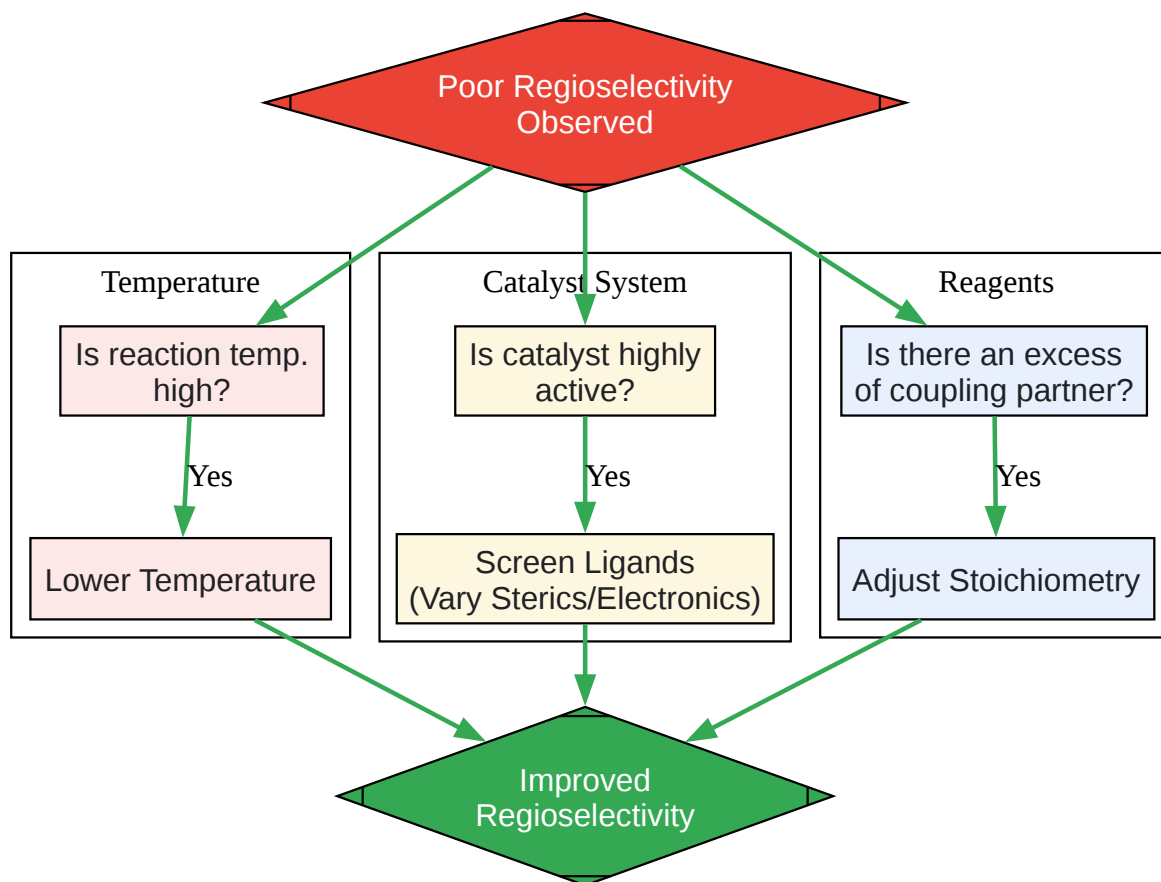 Poor Regioselectivity
Observed
Temperature
Catalyst System
Reagents
Is reaction temp.
high?
Is catalyst highly
active?
Is there an excess
of coupling partner?
Yes
Yes
Yes
Lower Temperature
Screen Ligands
(Vary Sterics/Electronics)
Adjust Stoichiometry
Improved
Regioselectivity